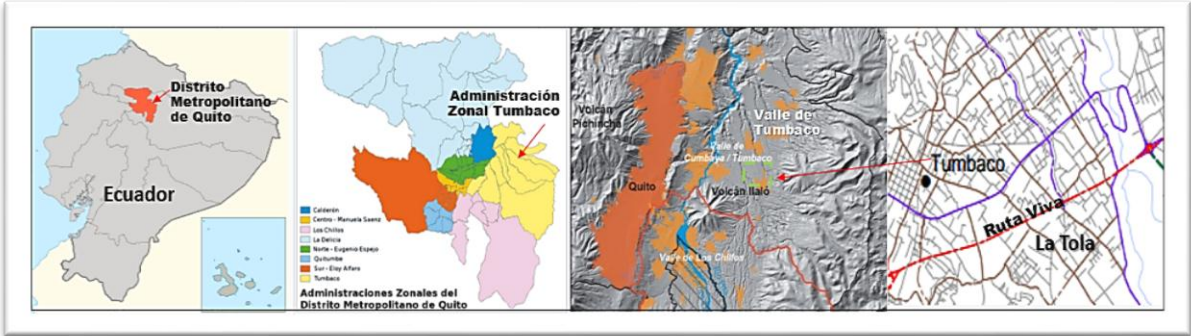 Distrito
Metropolitano
de Quito
Ecuador
Administración
Zonal Tumbaco
Calderón
Centro - Manuela Saenz
Los Chillos
La Delicia
Norte - Eugenio Espejo
Quitumbe
Sur - Eloy Alfaro
Tumbaco
Administraciones Zonales del
Distrito Metropolitano de Quito
Volcán
Pichincha
Valle de
Tumbaco
Valle de
Cumbaya / Tumbaco
Quito
Volcán Ilaló
Valle de Los Chillos
Tumbaco
Ruta Viva
La Tola